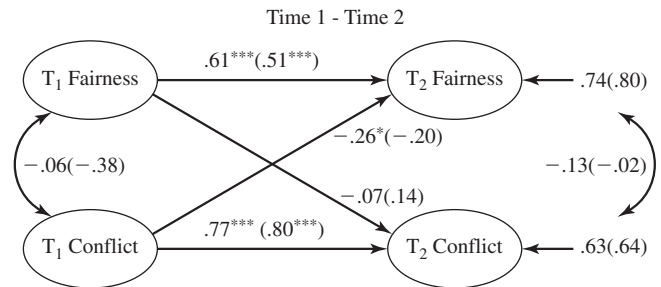 Time 1 - Time 2
.61***(.51***)
T1 Fairness
T2 Fairness
.74(.80)
−.26*(−.20)
−.06(−.38)
−.13(−.02)
−.07(.14)
.77*** (.80***)
T1 Conflict
T2 Conflict
.63(.64)